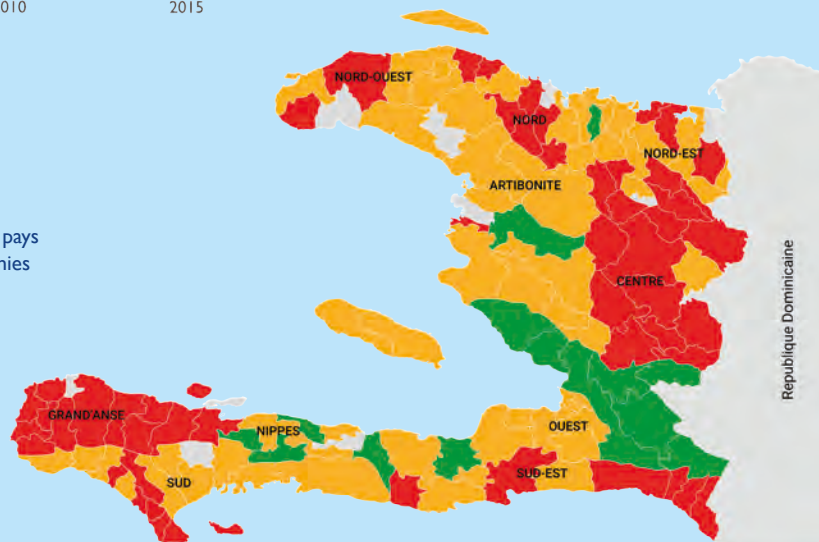 010
2015
pays
nies
NORD-OUEST
NORD
NORD-EST
ARTIBONITE
CENTRE
Republique Dominicaine
GRAND'ANSE
NIPPES
OUEST
SUD-EST
SUD